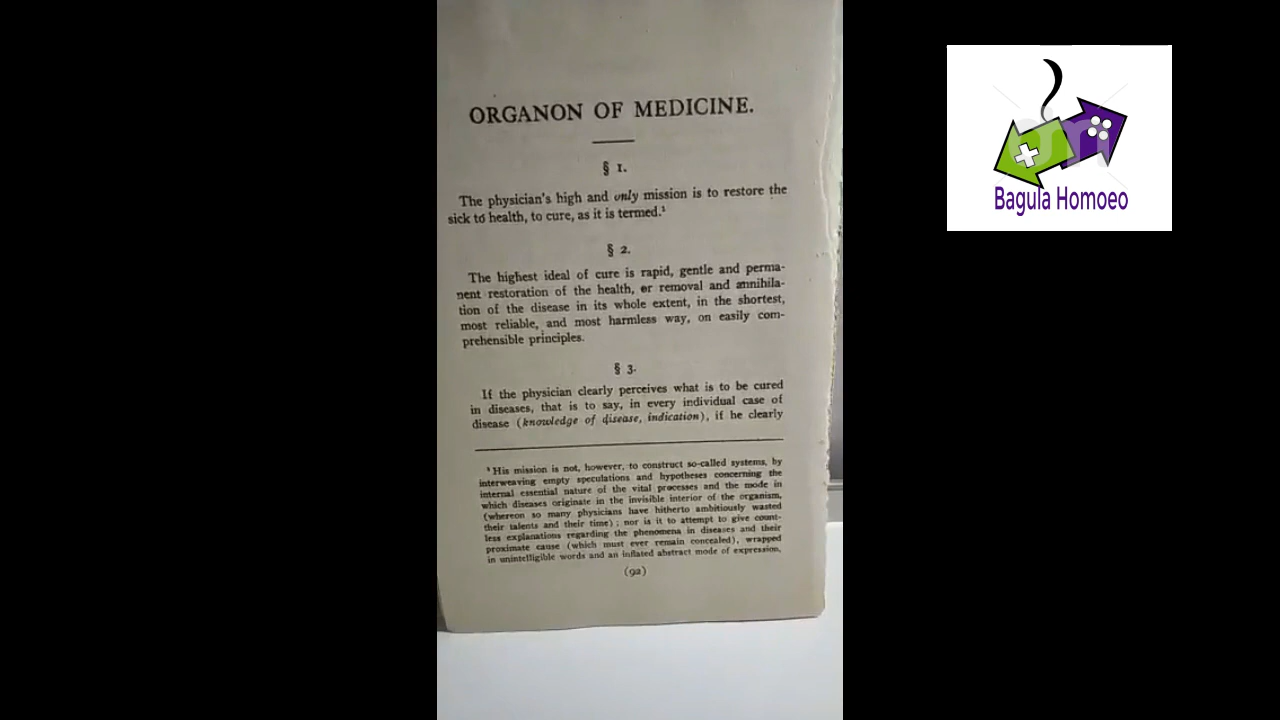 ORGANON OF MEDICINE.
§ 1.
The physician's high and only mission is to restore the
sick to health, to cure, as it is termed.¹
§ 2.
The highest ideal of cure is rapid, gentle and perma-
nent restoration of the health, or removal and annihila-
tion of the disease in its whole extent, in the shortest,
most reliable, and most harmless way, on easily com-
prehensible principles.
§ 3.
If the physician clearly perceives what is to be cured
in diseases, that is to say, in every individual case of
disease (knowledge of disease, indication), if he clearly
¹ His mission is not, however, to construct so-called systems, by
interweaving empty speculations and hypotheses concerning the
internal essential nature of the vital processes and the mode in
which diseases originate in the invisible interior of the organism,
(whereon so many physicians have hitherto ambitiously wasted
their talents and their time) ; nor is it to attempt to give count-
less explanations regarding the phenomena in diseases and their
proximate cause (which must ever remain concealed), wrapped
in unintelligible words and an inflated abstract mode of expression,
(92)
Bagula Homoeo